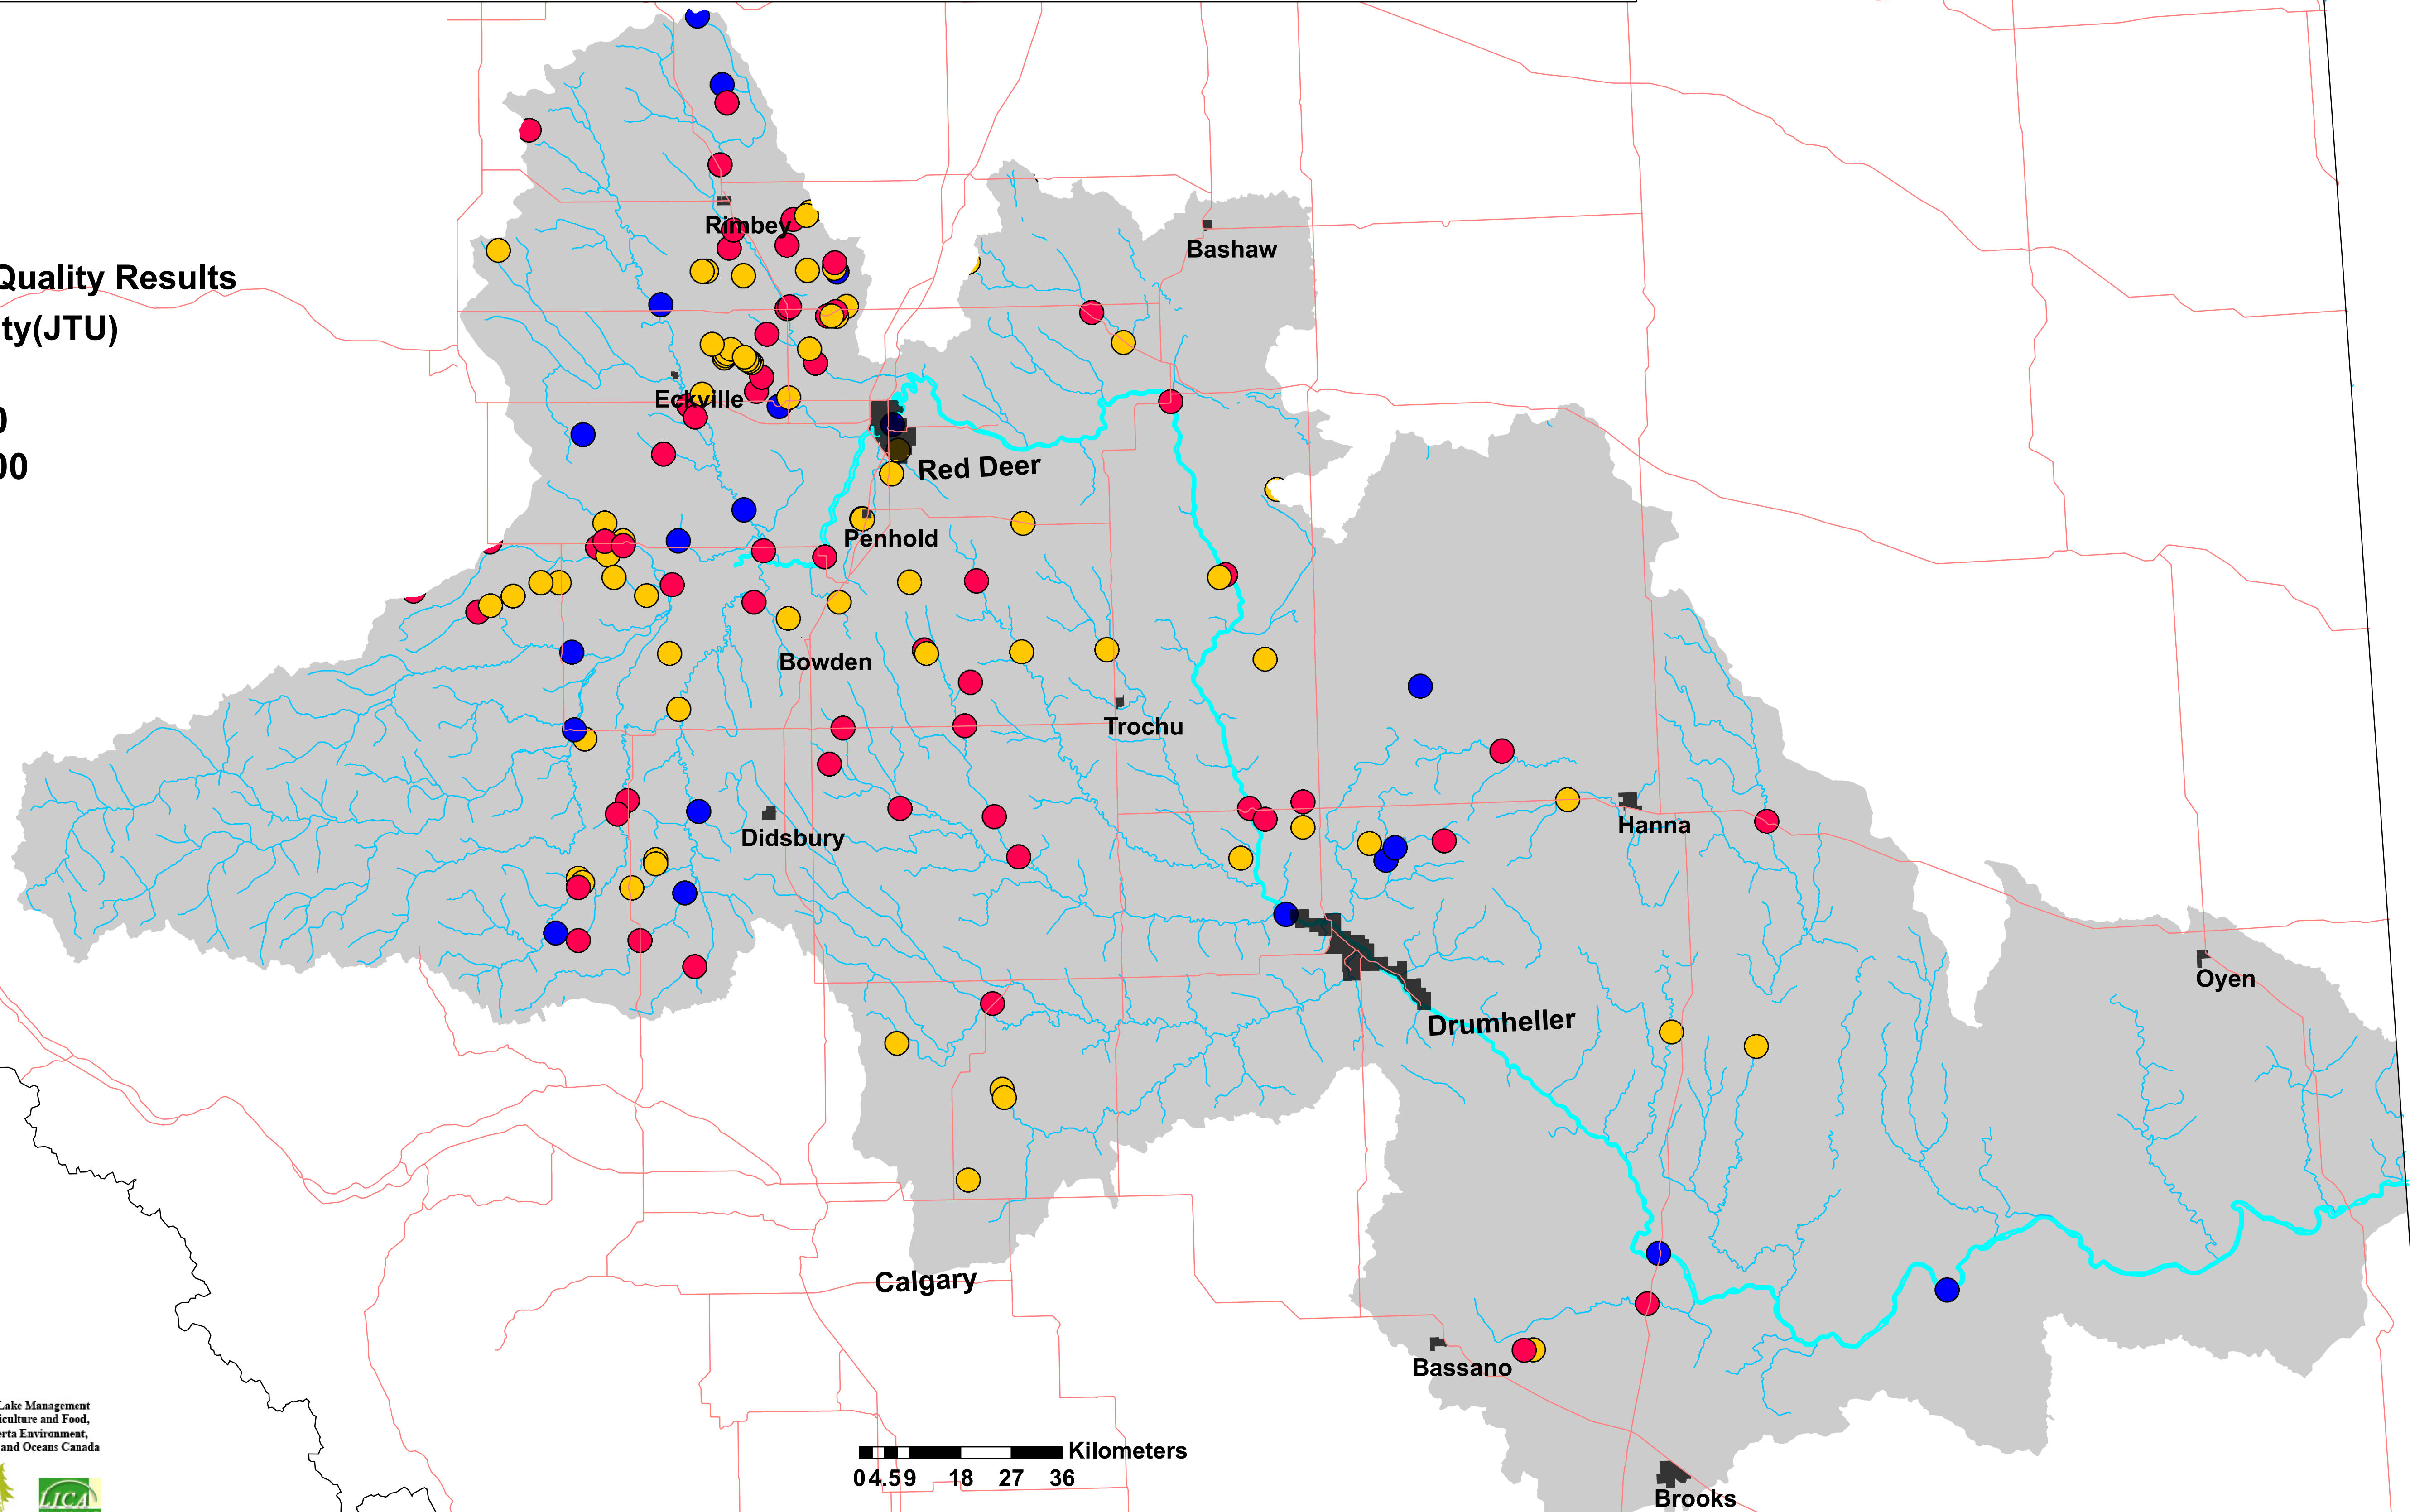 Rimbey
Bashaw
Quality Results
ty(JTU)
Eckville
0
00
Red Deer
Penhold
Bowden
Trochu
Didsbury
Hanna
Oyen
Drumheller
Calgary
Bassano
Lake Management
iculture and Food,
erta Environment,
and Oceans Canada
Kilometers
0 4.5 9 18 27 36
LICA
Brooks